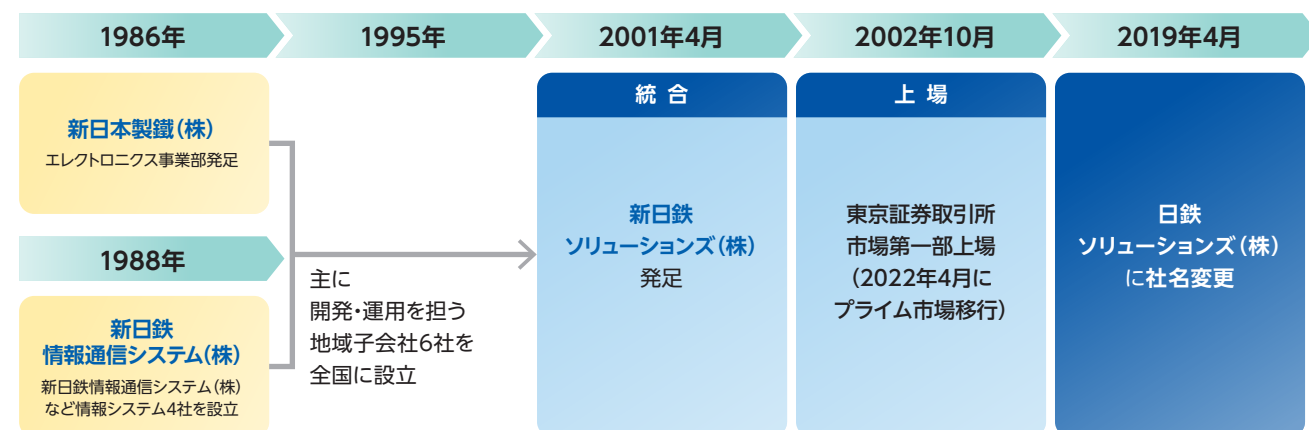 1986年
新日本製鐵(株)
エレクトロニクス事業部発足
1988年
新日鉄
情報通信システム(株)
新日鉄情報通信システム(株)
など情報システム4社を設立
1995年
主に
開発・運用を担う
地域子会社6社を
全国に設立
2001年4月
統合
新日鉄
ソリューションズ(株)
発足
2002年10月
上場
東京証券取引所
市場第一部上場
(2022年4月に
プライム市場移行)
2019年4月
日鉄
ソリューションズ(株)
に社名変更